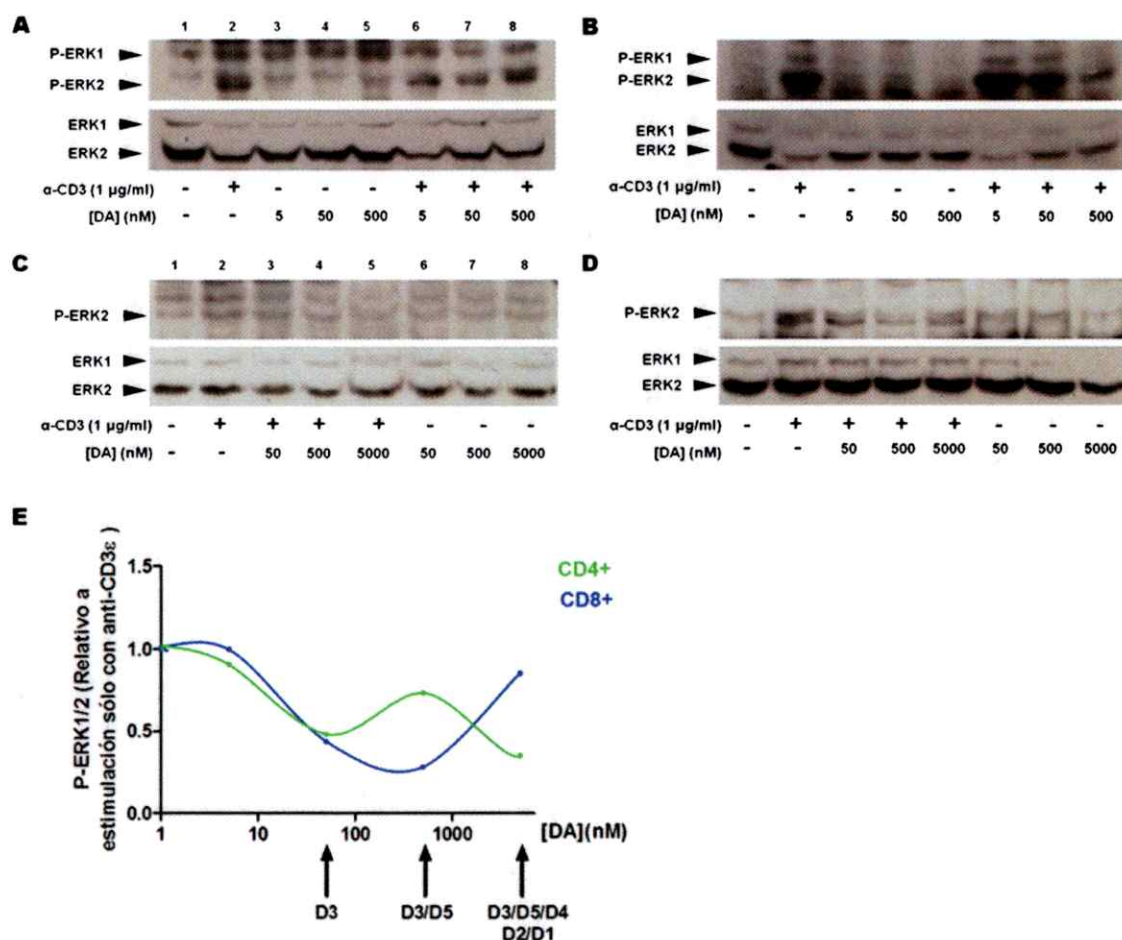 A
1 2 3 4 5 6 7 8
P-ERK1
P-ERK2
ERK1
ERK2
α-CD3 (1 µg/ml) - + - - - + + +
[DA] (nM) - - 5 50 500 5 50 500
B
P-ERK1
P-ERK2
ERK1
ERK2
α-CD3 (1 µg/ml) - + - - - + + +
[DA] (nM) - - 5 50 500 5 50 500
C
1 2 3 4 5 6 7 8
P-ERK2
ERK1
ERK2
α-CD3 (1 µg/ml) - + + + + - - -
[DA] (nM) - - 50 500 5000 50 500 5000
D
P-ERK2
ERK1
ERK2
α-CD3 (1 µg/ml) - + + + + - - -
[DA] (nM) - - 50 500 5000 50 500 5000
E
P-ERK1/2 (Relativo a
estimulación sólo con anti-CD3ε )
1.5
1.0
0.5
0.0
1 10 100 1000 [DA](nM)
CD4+
CD8+
D3 D3/D5 D3/D5/D4
D2/D1